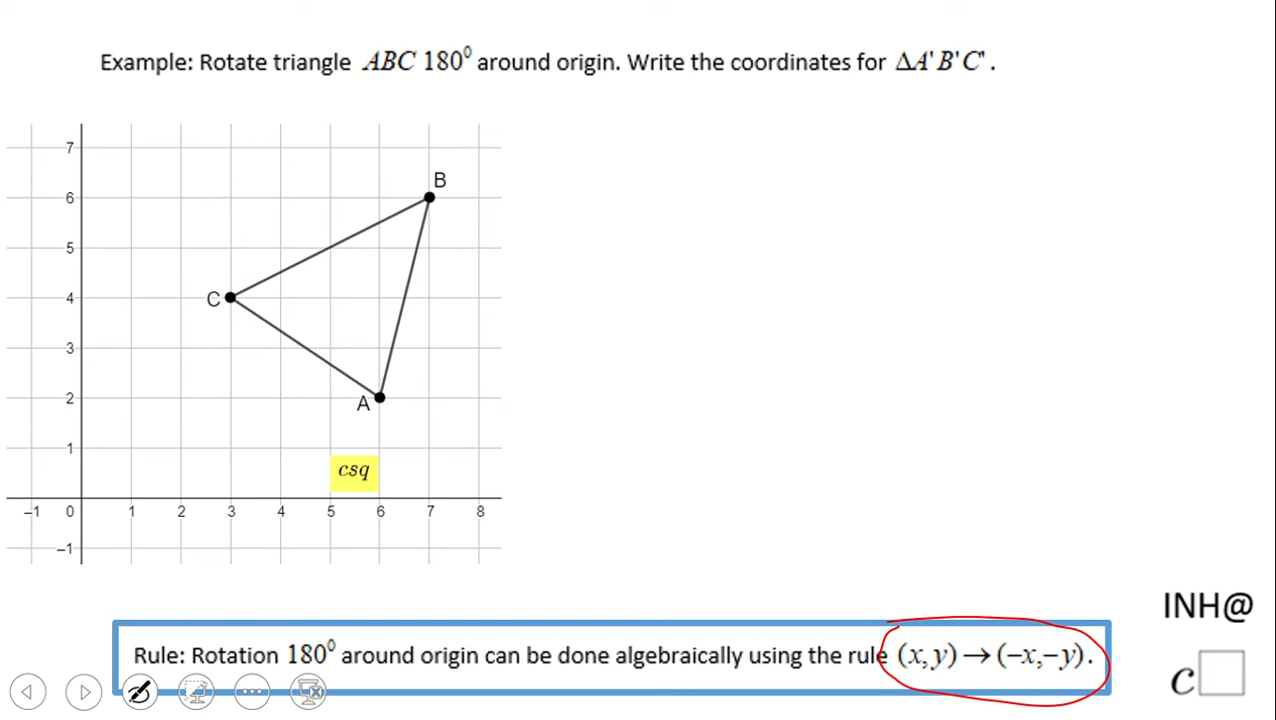 Example: Rotate triangle ABC 180⁰ around origin. Write the coordinates for ΔA'B'C'.
7
B
6
5
C 4
3
2
A
1
csq
−1 0 1 2 3 4 5 6 7 8
−1
INH@
Rule: Rotation 180⁰ around origin can be done algebraically using the rule (x,y)→(−x,−y).
c